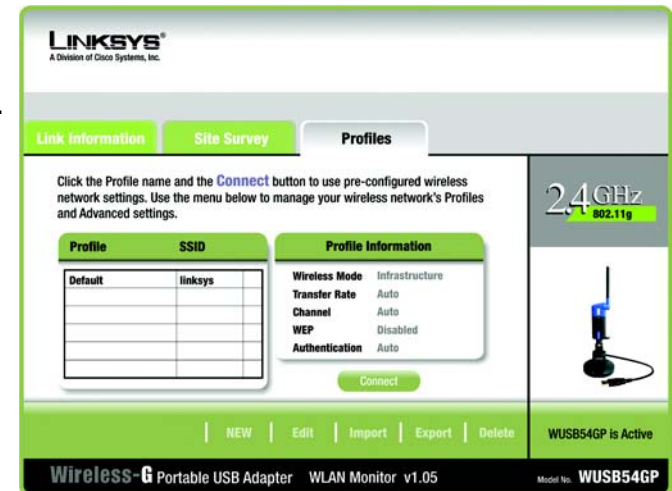 LINKSYS®
A Division of Cisco Systems, Inc.
Link Information
Site Survey
Profiles
Click the Profile name and the Connect button to use pre-configured wireless
network settings. Use the menu below to manage your wireless network's Profiles
and Advanced settings.
2.4GHz
802.11g
Profile SSID
Default linksys
Profile Information
Wireless Mode Infrastructure
Transfer Rate Auto
Channel Auto
WEP Disabled
Authentication Auto
Connect
NEW Edit Import Export Delete
WUSB54GP is Active
Wireless-G Portable USB Adapter WLAN Monitor v1.05
Model No. WUSB54GP